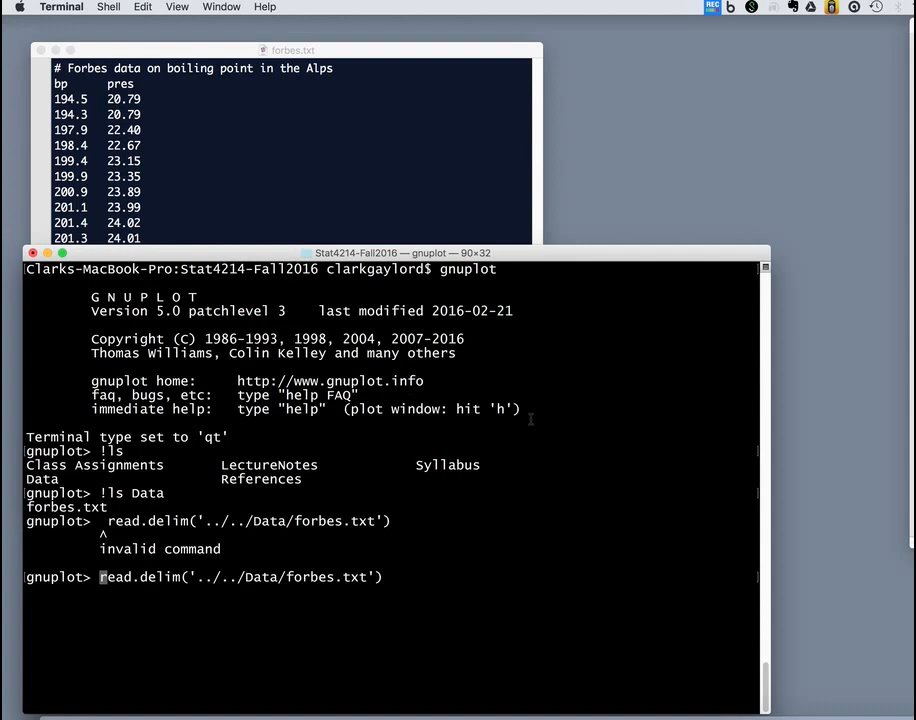 Terminal Shell Edit View Window Help
REC
forbes.txt
# Forbes data on boiling point in the Alps
bp pres
194.5 20.79
194.3 20.79
197.9 22.40
198.4 22.67
199.4 23.15
199.9 23.35
200.9 23.89
201.1 23.99
201.4 24.02
201.3 24.01
Stat4214-Fall2016 — gnuplot — 90×32
Clarks-MacBook-Pro:Stat4214-Fall2016 clarkgaylord$ gnuplot
G N U P L O T
Version 5.0 patchlevel 3 last modified 2016-02-21
Copyright (C) 1986-1993, 1998, 2004, 2007-2016
Thomas Williams, Colin Kelley and many others
gnuplot home: http://www.gnuplot.info
faq, bugs, etc: type "help FAQ"
immediate help: type "help" (plot window: hit 'h')
Terminal type set to 'qt'
gnuplot> !ls
Class Assignments LectureNotes Syllabus
Data References
gnuplot> !ls Data
forbes.txt
gnuplot> read.delim('../../Data/forbes.txt')
^
invalid command
gnuplot> read.delim('../../Data/forbes.txt')